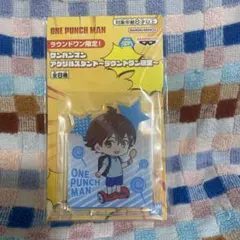 ONE PUNCH MAN
ラウンドワン限定!
ワンパンマン
アクリルスタンド〜ラウンドワン限定〜
全8種
BANDAI
ONE
PUNCH
MAN